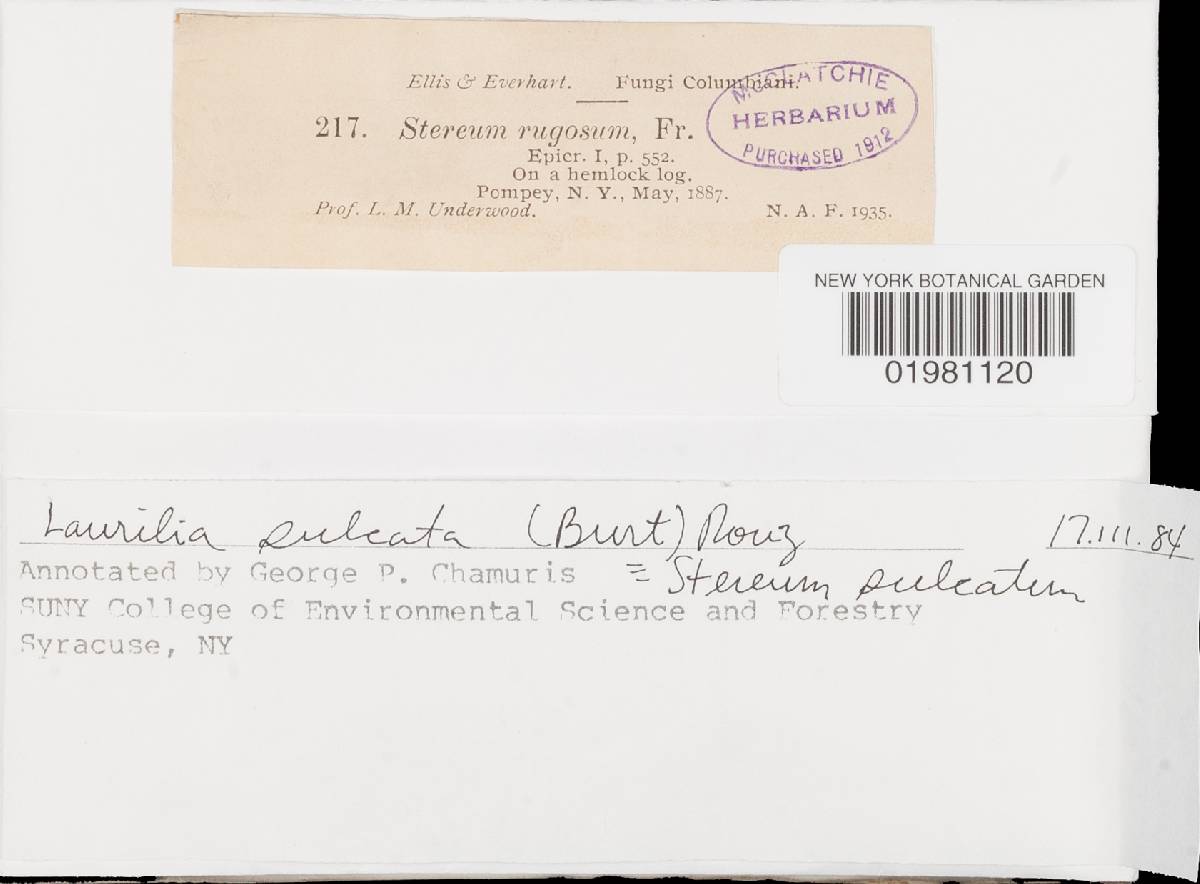 Ellis & Everhart. Fungi Columbiani.
McCLATCHIE
HERBARIUM
PURCHASED 1912
217. Stereum rugosum, Fr.
Epicr. I, p. 552.
On a hemlock log.
Pompey, N. Y., May, 1887.
Prof. L. M. Underwood. N. A. F. 1935.
NEW YORK BOTANICAL GARDEN
01981120
Laurilia sulcata (Burt) Pouz 17.III.84
Annotated by George P. Chamuris ≡ Stereum sulcatum
SUNY College of Environmental Science and Forestry
Syracuse, NY